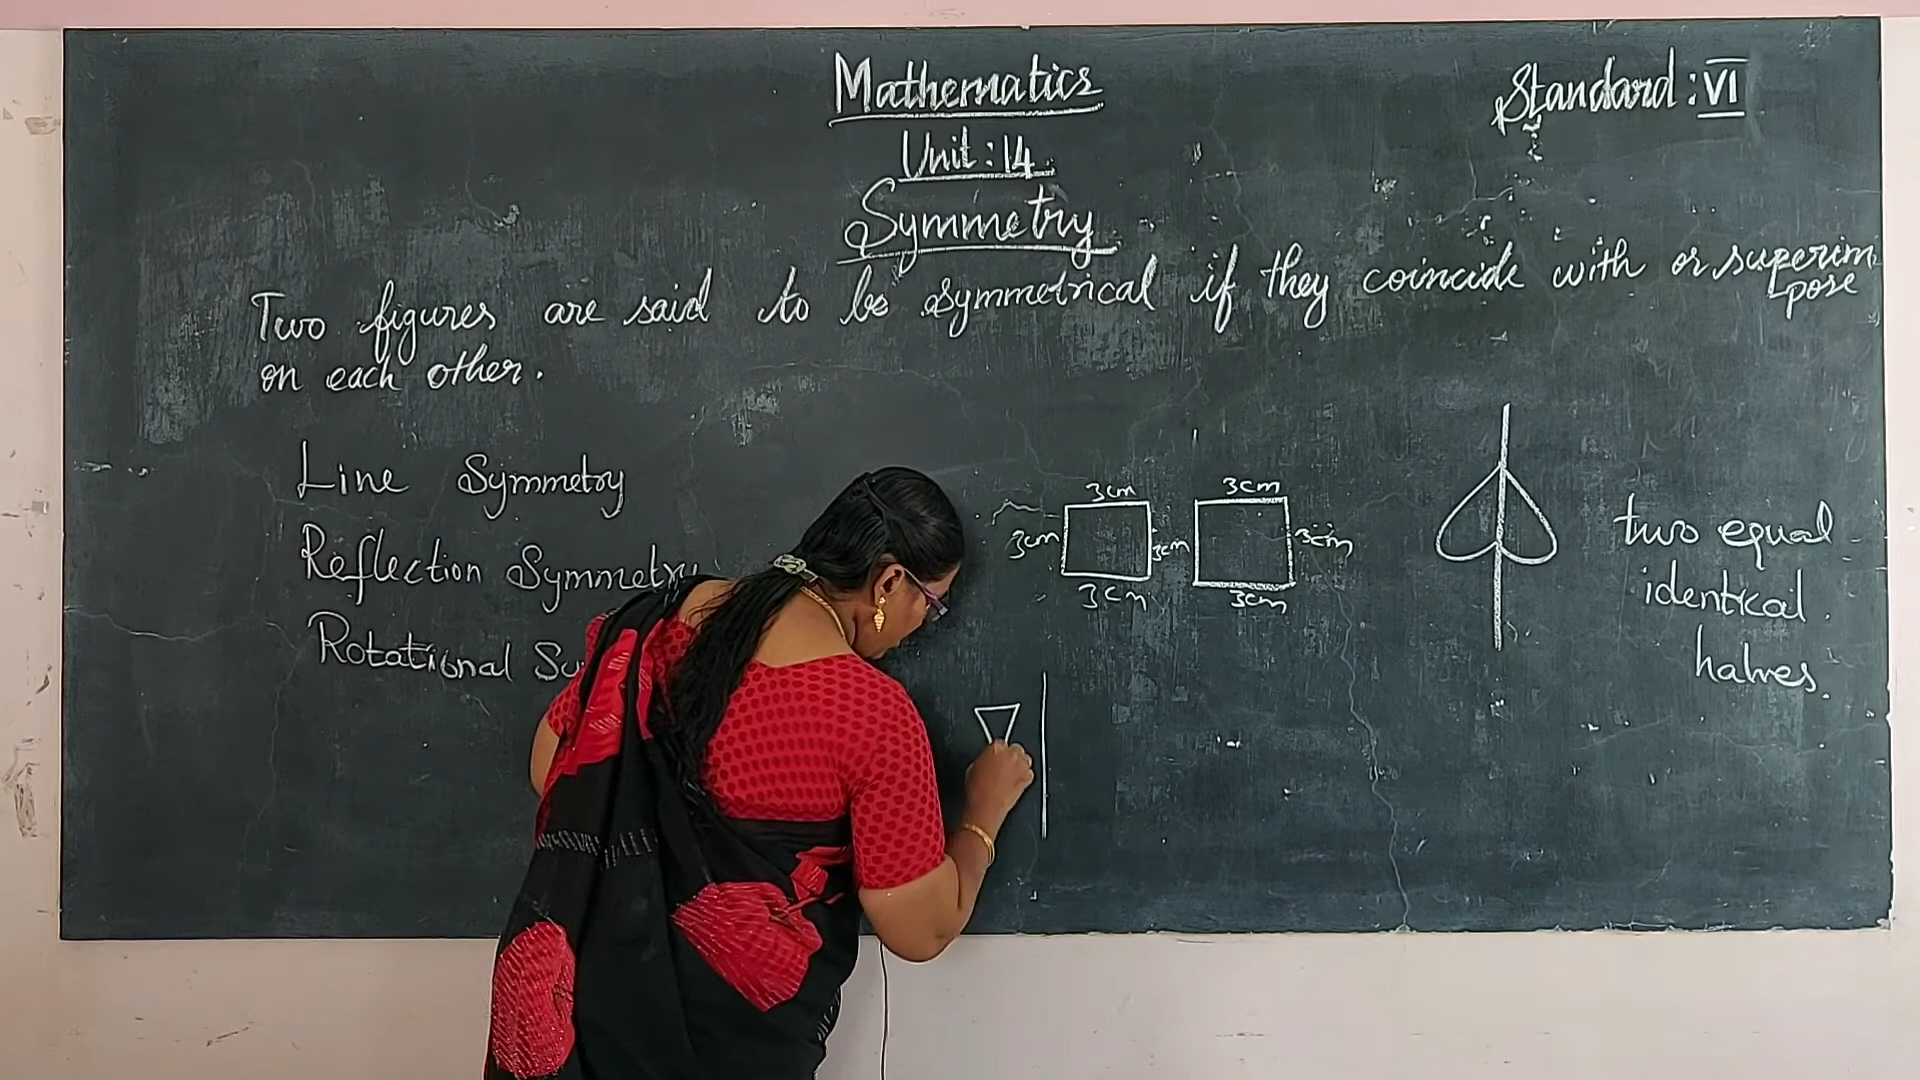 Mathematics
Standard : VI
Unit : 14
Symmetry
Two figures are said to be symmetrical if they coincide with or superim
pose
on each other.
Line Symmetry
Reflection Symmetry
Rotational Sy
3cm
3cm
3cm
3cm
3cm
3cm
3cm
two equal
identical
halves.